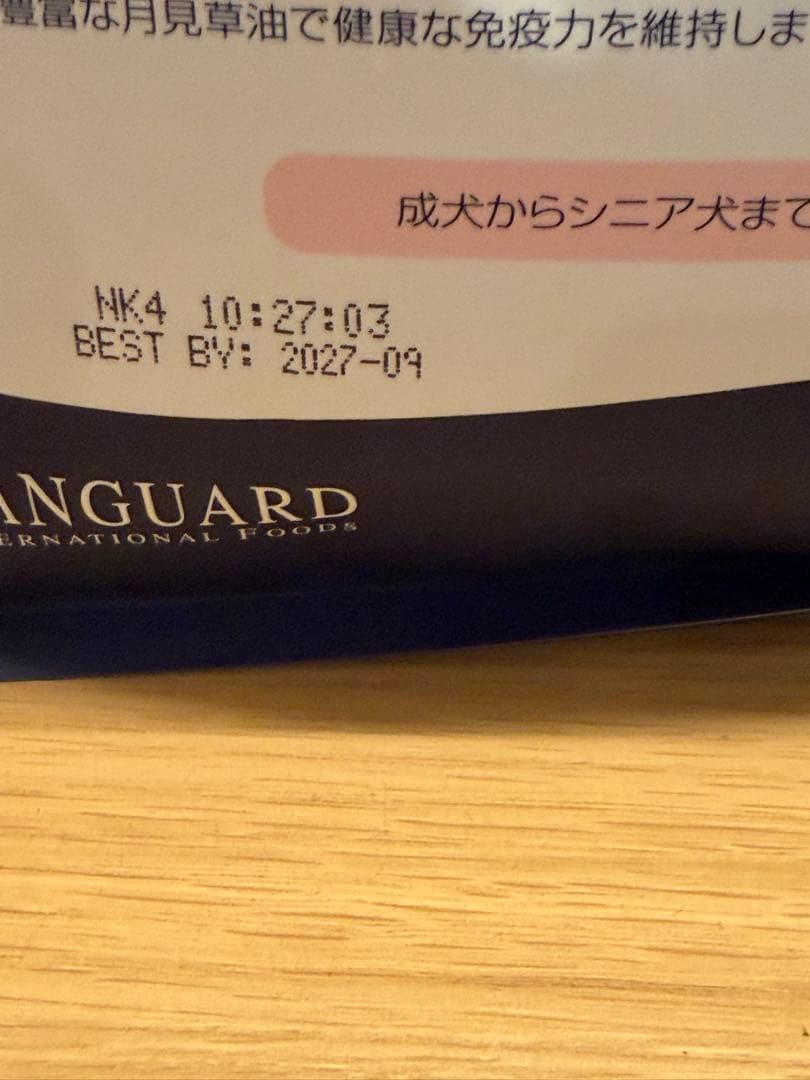 豊富な月見草油で健康な免疫力を維持しま
成犬からシニア犬まで
NK4 10:27:03
BEST BY: 2027-09
ANGUARD
ERNATIONAL FOODS